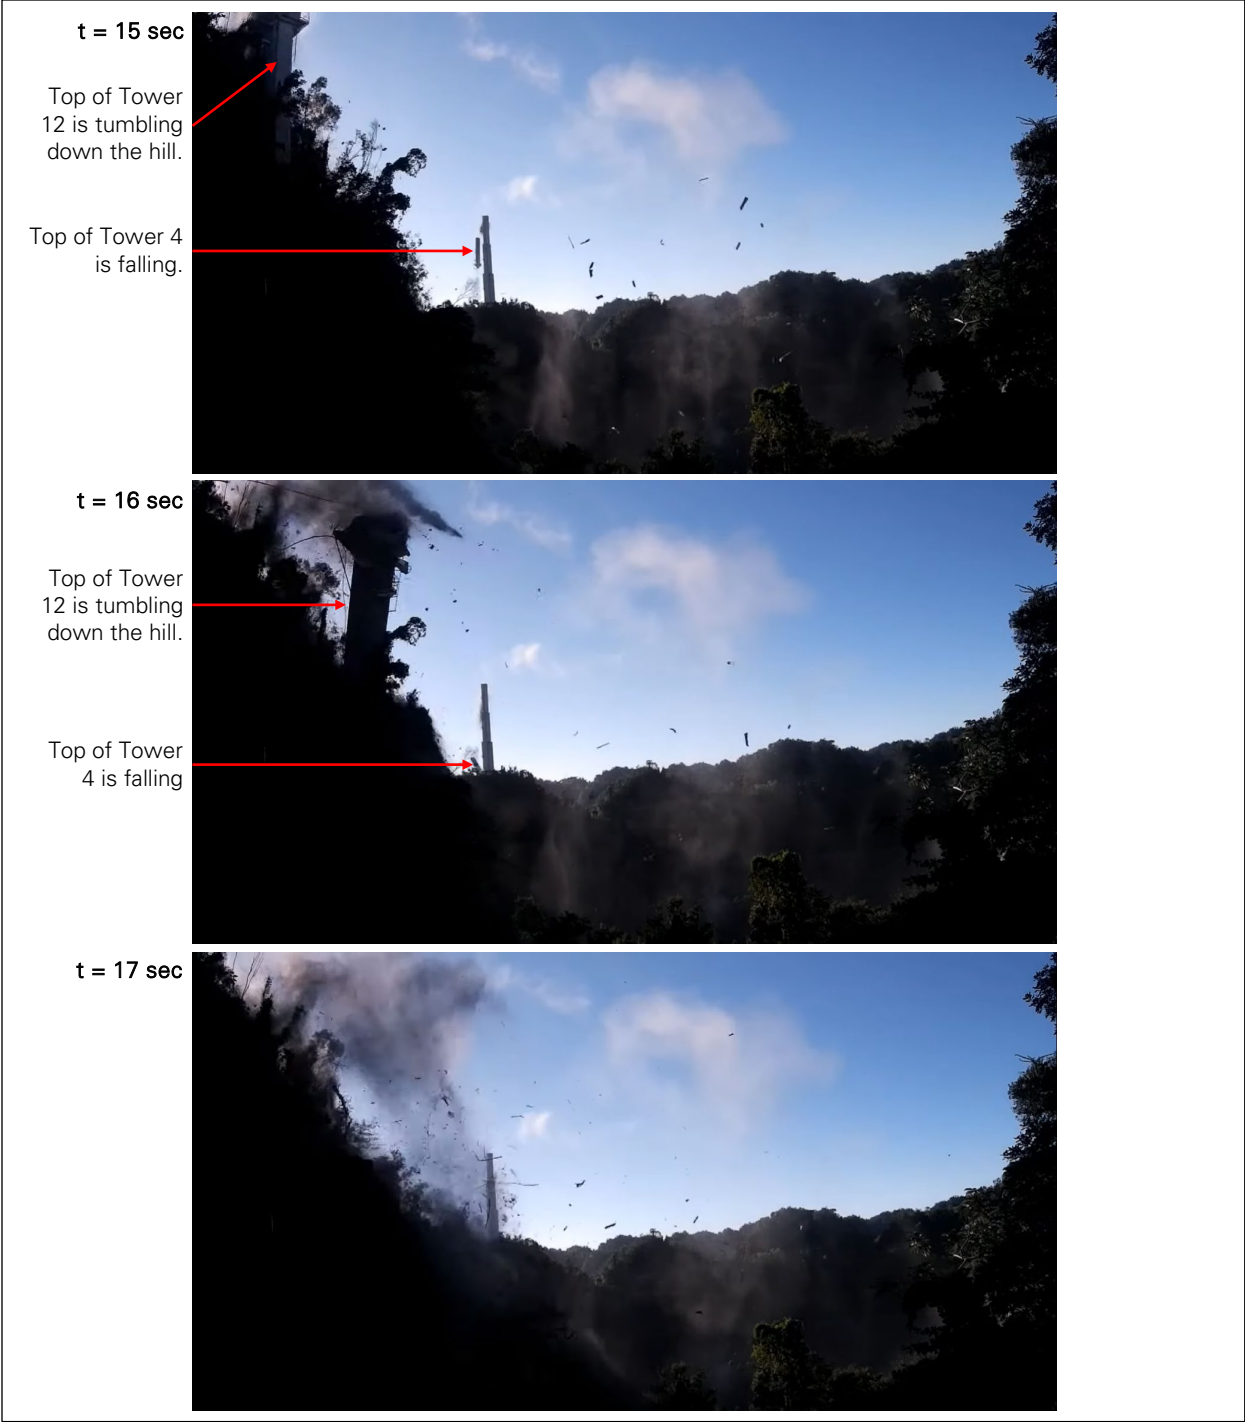 t = 15 sec
Top of Tower
12 is tumbling
down the hill.
Top of Tower 4
is falling.
t = 16 sec
Top of Tower
12 is tumbling
down the hill.
Top of Tower
4 is falling
t = 17 sec